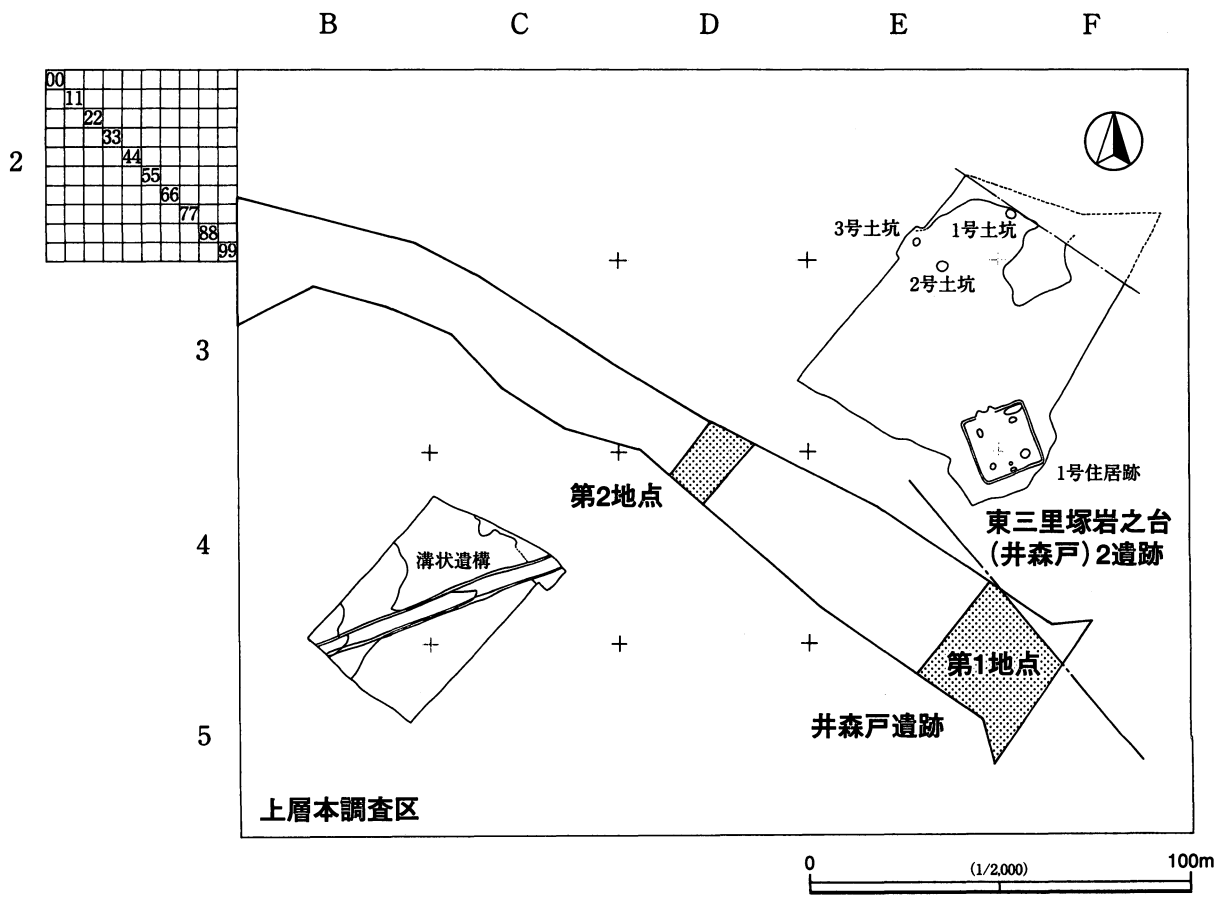 B C D E F
00
11
22
33
44
55
66
77
88
99
2
3号土坑
1号土坑
2号土坑
3
1号住居跡
第2地点
東三里塚岩之台
(井森戸)2遺跡
4
溝状遺構
第1地点
井森戸遺跡
5
上層本調査区
0 (1/2,000) 100m